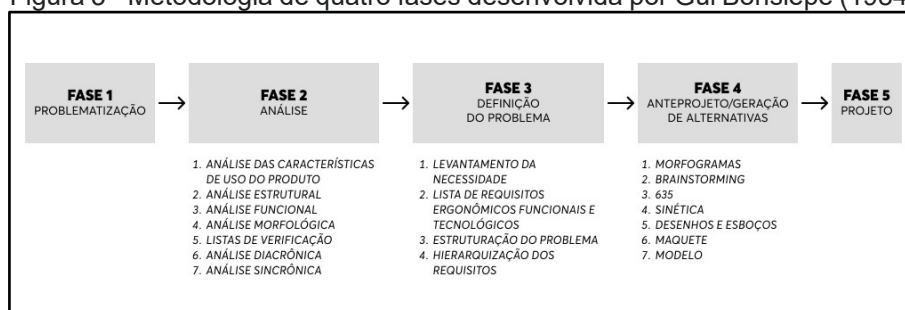 Figura 3 - Metodologia de quatro fases desenvolvida por Gui Bonsiepe (1984
FASE 1
PROBLEMATIZAÇÃO
FASE 2
ANÁLISE
1. ANÁLISE DAS CARACTERÍSTICAS
DE USO DO PRODUTO
2. ANÁLISE ESTRUTURAL
3. ANÁLISE FUNCIONAL
4. ANÁLISE MORFOLÓGICA
5. LISTAS DE VERIFICAÇÃO
6. ANÁLISE DIACRÔNICA
7. ANÁLISE SINCRÔNICA
FASE 3
DEFINIÇÃO
DO PROBLEMA
1. LEVANTAMENTO DA
NECESSIDADE
2. LISTA DE REQUISITOS
ERGONÔMICOS FUNCIONAIS E
TECNOLÓGICOS
3. ESTRUTURAÇÃO DO PROBLEMA
4. HIERARQUIZAÇÃO DOS
REQUISITOS
FASE 4
ANTEPROJETO/GERAÇÃO
DE ALTERNATIVAS
1. MORFOGRAMAS
2. BRAINSTORMING
3. 635
4. SINÉTICA
5. DESENHOS E ESBOÇOS
6. MAQUETE
7. MODELO
FASE 5
PROJETO